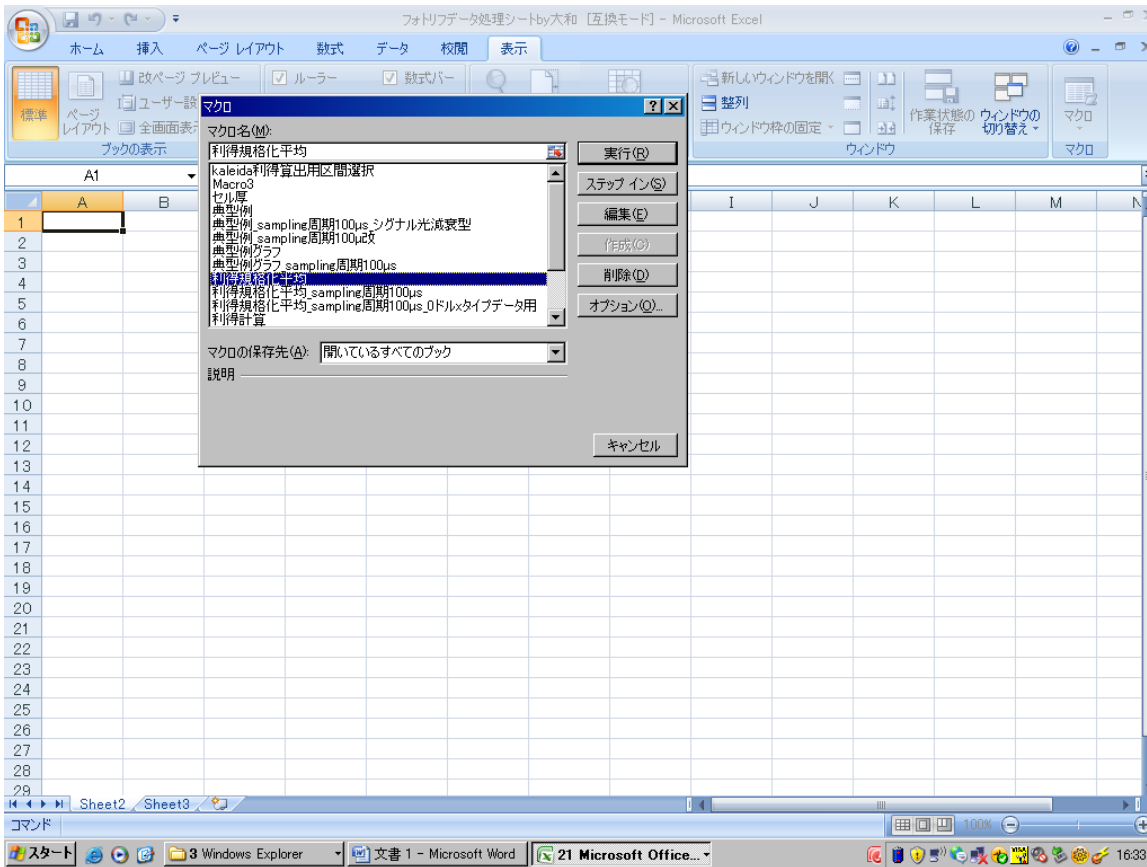 フォトリフデータ処理シートby大和 [互換モード] - Microsoft Excel
ホーム 挿入 ページ レイアウト 数式 データ 校閲 表示
標準
ページ
レイアウト
改ページ プレビュー
ユーザー設
全画面表示
ブックの表示
ルーラー
数式バー
新しいウィンドウを開く
整列
ウィンドウ枠の固定
作業状態の
保存
ウィンドウの
切り替え
ウィンドウ
マクロ
マクロ
A1
マクロ
マクロ名(M):
利得規格化平均
kaleida利得算出用区間選択
Macro3
セル厚
典型例
典型例_sampling周期100μs_シグナル光減衰型
典型例_sampling周期100μ改
典型例グラフ
典型例グラフ_sampling周期100μs
利得規格化平均
利得規格化平均_sampling周期100μs
利得規格化平均_sampling周期100μs_0ドルxタイプデータ用
利得計算
実行(R)
ステップ イン(S)
編集(E)
作成(C)
削除(D)
オプション(O)...
マクロの保存先(A): 開いているすべてのブック
説明
キャンセル
A B I J K L M N
1
2
3
4
5
6
7
8
9
10
11
12
13
14
15
16
17
18
19
20
21
22
23
24
25
26
27
28
29
Sheet2 Sheet3
コマンド
100%
スタート 3 Windows Explorer 文書 1 - Microsoft Word 21 Microsoft Office...